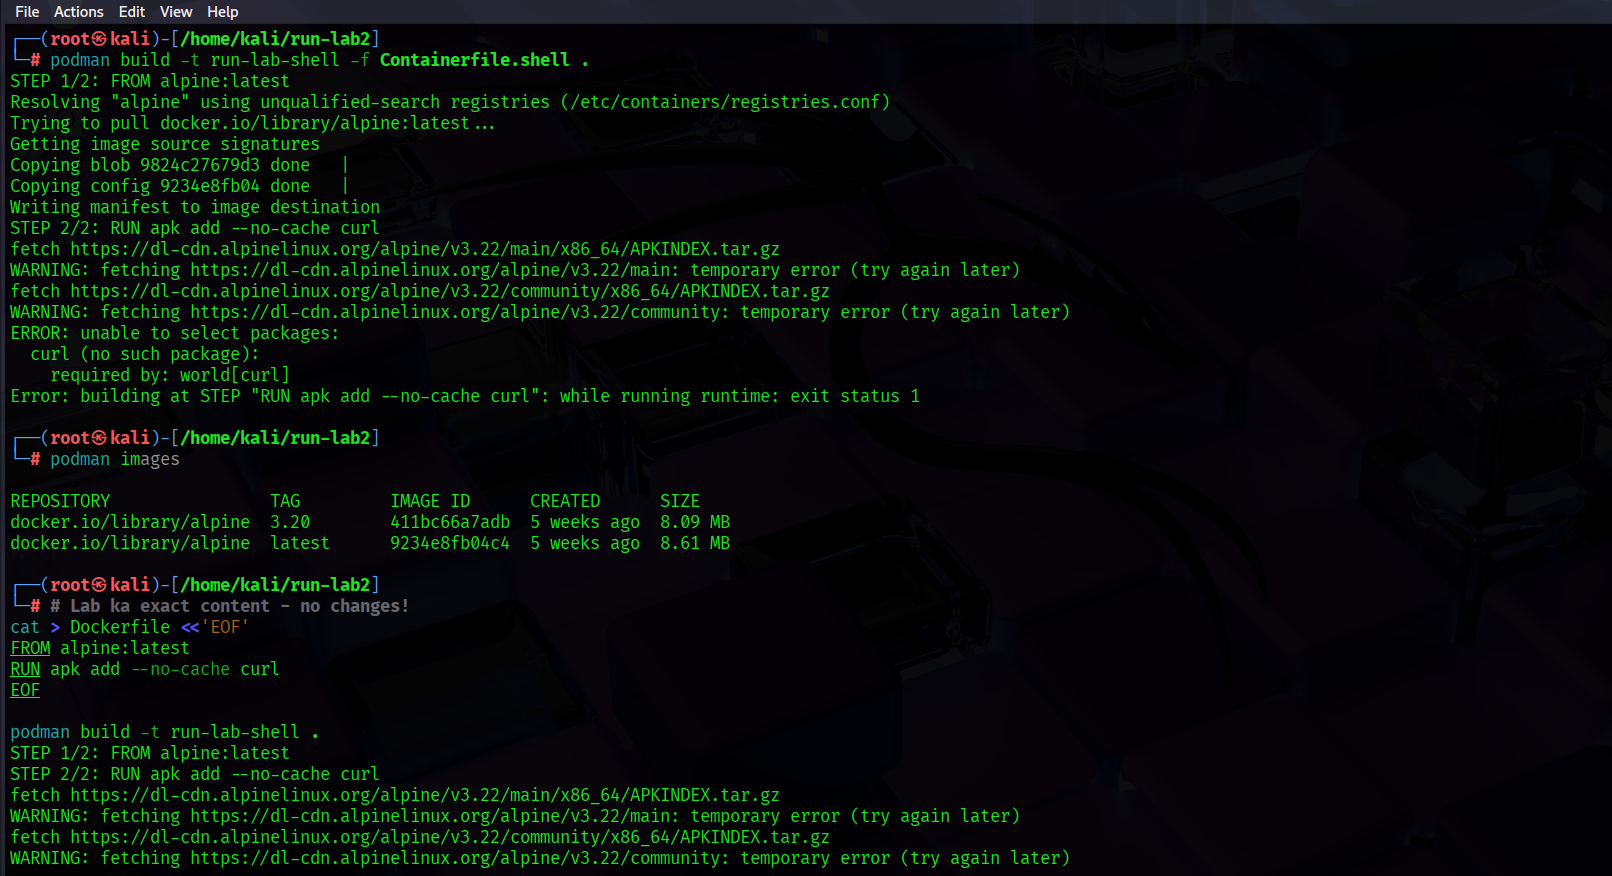 File Actions Edit View Help
┌──(root㉿kali)-[/home/kali/run-lab2]
└─# podman build -t run-lab-shell -f Containerfile.shell .
STEP 1/2: FROM alpine:latest
Resolving "alpine" using unqualified-search registries (/etc/containers/registries.conf)
Trying to pull docker.io/library/alpine:latest...
Getting image source signatures
Copying blob 9824c27679d3 done   |
Copying config 9234e8fb04 done   |
Writing manifest to image destination
STEP 2/2: RUN apk add --no-cache curl
fetch https://dl-cdn.alpinelinux.org/alpine/v3.22/main/x86_64/APKINDEX.tar.gz
WARNING: fetching https://dl-cdn.alpinelinux.org/alpine/v3.22/main: temporary error (try again later)
fetch https://dl-cdn.alpinelinux.org/alpine/v3.22/community/x86_64/APKINDEX.tar.gz
WARNING: fetching https://dl-cdn.alpinelinux.org/alpine/v3.22/community: temporary error (try again later)
ERROR: unable to select packages:
  curl (no such package):
    required by: world[curl]
Error: building at STEP "RUN apk add --no-cache curl": while running runtime: exit status 1
┌──(root㉿kali)-[/home/kali/run-lab2]
└─# podman images
REPOSITORY                TAG         IMAGE ID      CREATED      SIZE
docker.io/library/alpine  3.20        411bc66a7adb  5 weeks ago  8.09 MB
docker.io/library/alpine  latest      9234e8fb04c4  5 weeks ago  8.61 MB
┌──(root㉿kali)-[/home/kali/run-lab2]
└─# # Lab ka exact content - no changes!
cat > Dockerfile <<'EOF'
FROM alpine:latest
RUN apk add --no-cache curl
EOF
podman build -t run-lab-shell .
STEP 1/2: FROM alpine:latest
STEP 2/2: RUN apk add --no-cache curl
fetch https://dl-cdn.alpinelinux.org/alpine/v3.22/main/x86_64/APKINDEX.tar.gz
WARNING: fetching https://dl-cdn.alpinelinux.org/alpine/v3.22/main: temporary error (try again later)
fetch https://dl-cdn.alpinelinux.org/alpine/v3.22/community/x86_64/APKINDEX.tar.gz
WARNING: fetching https://dl-cdn.alpinelinux.org/alpine/v3.22/community: temporary error (try again later)